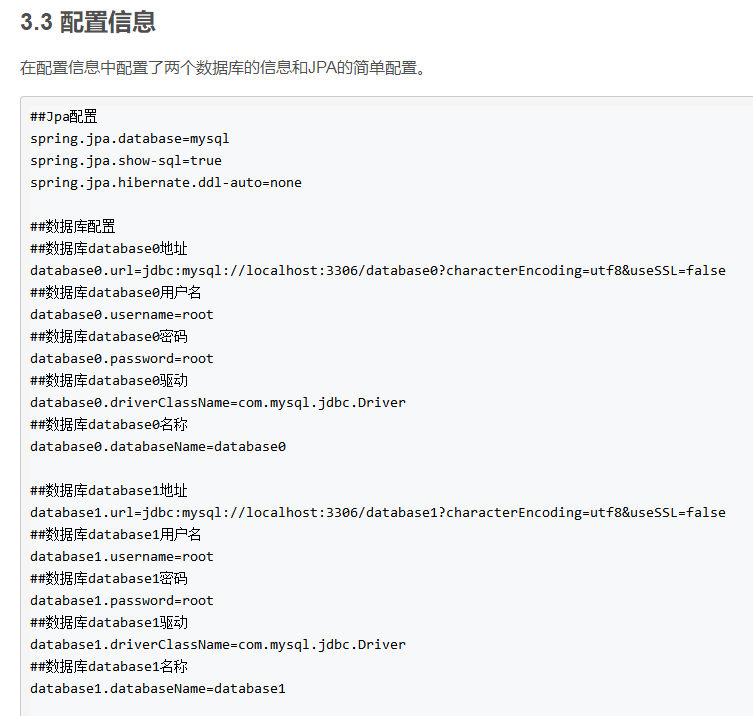 3.3 配置信息
在配置信息中配置了两个数据库的信息和JPA的简单配置。
##Jpa配置
spring.jpa.database=mysql
spring.jpa.show-sql=true
spring.jpa.hibernate.ddl-auto=none
##数据库配置
##数据库database0地址
database0.url=jdbc:mysql://localhost:3306/database0?characterEncoding=utf8&useSSL=false
##数据库database0用户名
database0.username=root
##数据库database0密码
database0.password=root
##数据库database0驱动
database0.driverClassName=com.mysql.jdbc.Driver
##数据库database0名称
database0.databaseName=database0
##数据库database1地址
database1.url=jdbc:mysql://localhost:3306/database1?characterEncoding=utf8&useSSL=false
##数据库database1用户名
database1.username=root
##数据库database1密码
database1.password=root
##数据库database1驱动
database1.driverClassName=com.mysql.jdbc.Driver
##数据库database1名称
database1.databaseName=database1